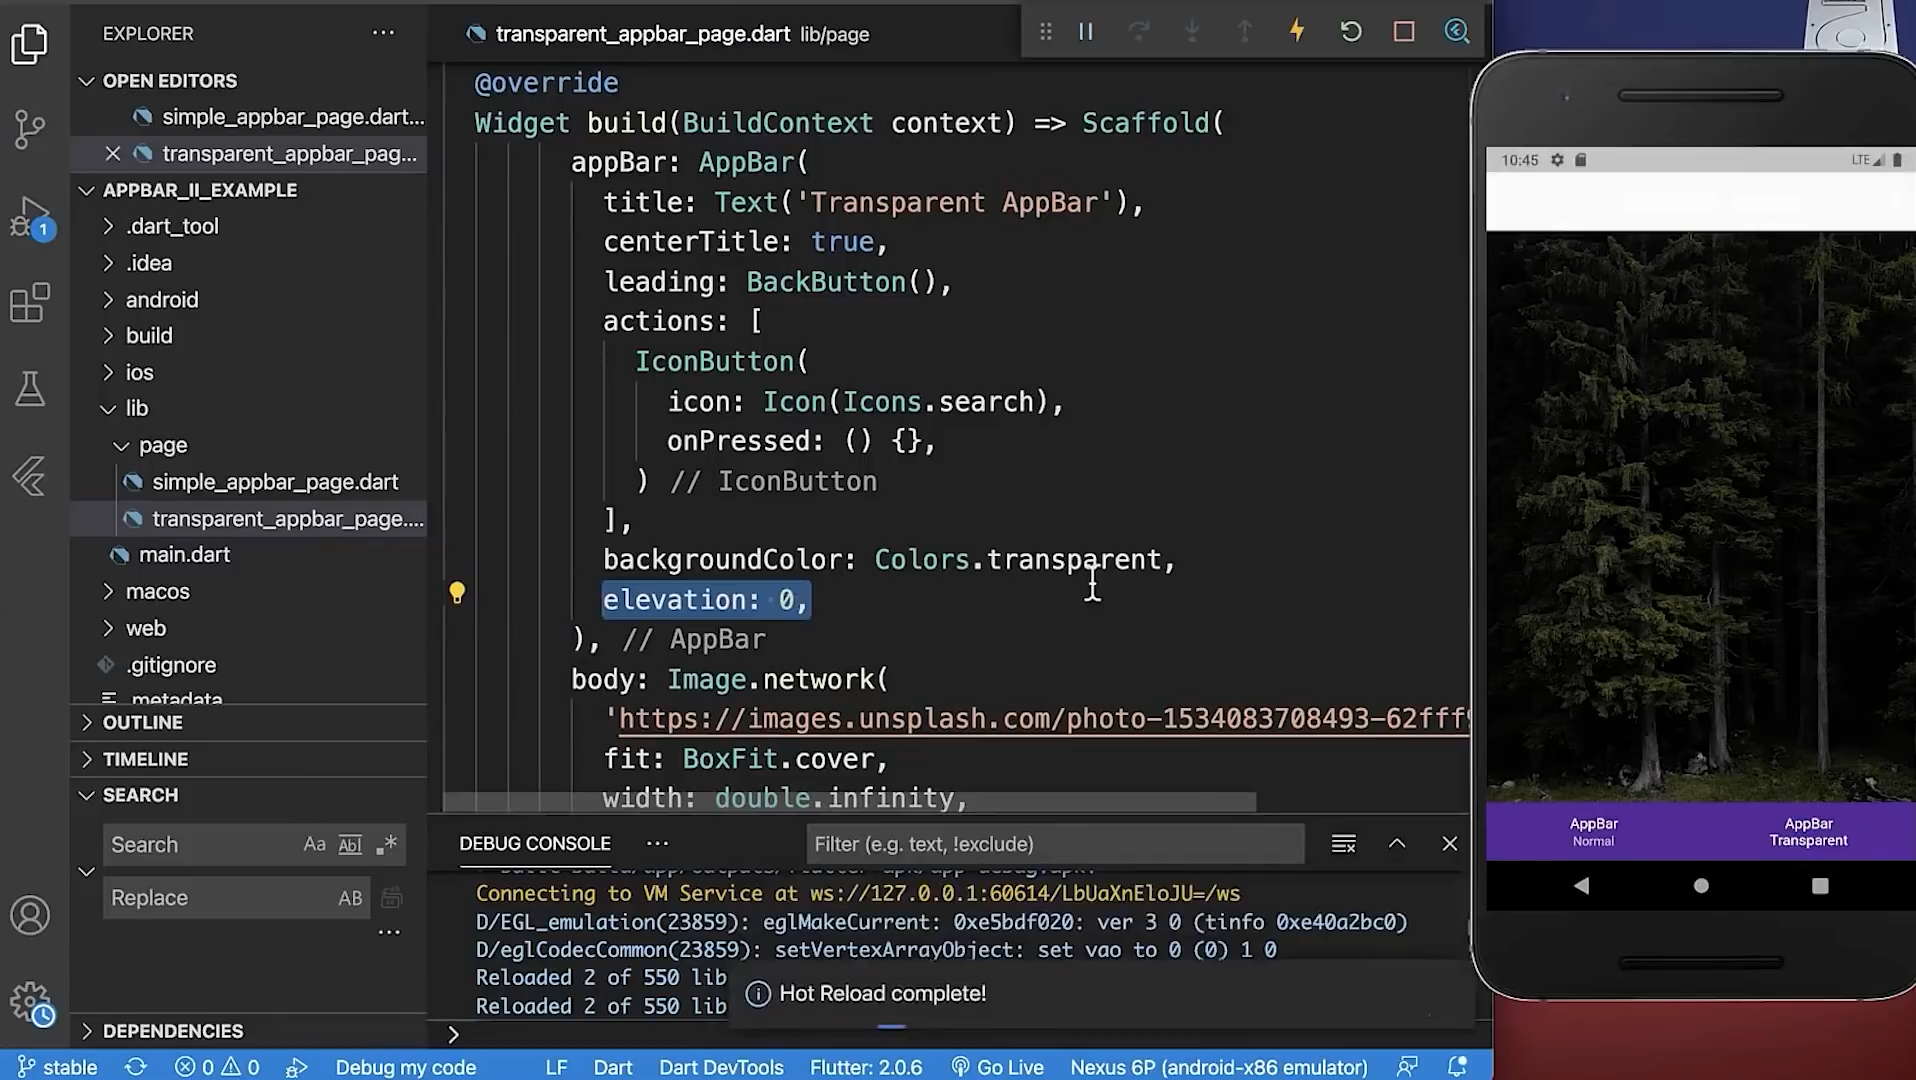 EXPLORER
OPEN EDITORS
simple_appbar_page.dart...
transparent_appbar_pag...
APPBAR_II_EXAMPLE
.dart_tool
.idea
android
build
ios
lib
page
simple_appbar_page.dart
transparent_appbar_page....
main.dart
macos
web
.gitignore
.metadata
OUTLINE
TIMELINE
SEARCH
Search
Aa Abl .*
Replace
AB
DEPENDENCIES
transparent_appbar_page.dart lib/page
@override
Widget build(BuildContext context) => Scaffold(
appBar: AppBar(
title: Text('Transparent AppBar'),
centerTitle: true,
leading: BackButton(),
actions: [
IconButton(
icon: Icon(Icons.search),
onPressed: () {},
) // IconButton
],
backgroundColor: Colors.transparent,
elevation: 0,
), // AppBar
body: Image.network(
'https://images.unsplash.com/photo-1534083708493-62fff9
fit: BoxFit.cover,
width: double.infinity,
DEBUG CONSOLE
Filter (e.g. text, !exclude)
Connecting to VM Service at ws://127.0.0.1:60614/LbUaXnEloJU=/ws
D/EGL_emulation(23859): eglMakeCurrent: 0xe5bdf020: ver 3 0 (tinfo 0xe40a2bc0)
D/eglCodecCommon(23859): setVertexArrayObject: set vao to 0 (0) 1 0
Reloaded 2 of 550 lib
Reloaded 2 of 550 lib
Hot Reload complete!
1
stable
0 0
Debug my code
LF
Dart
Dart DevTools
Flutter: 2.0.6
Go Live
Nexus 6P (android-x86 emulator)
10:45
LTE
AppBar
Normal
AppBar
Transparent